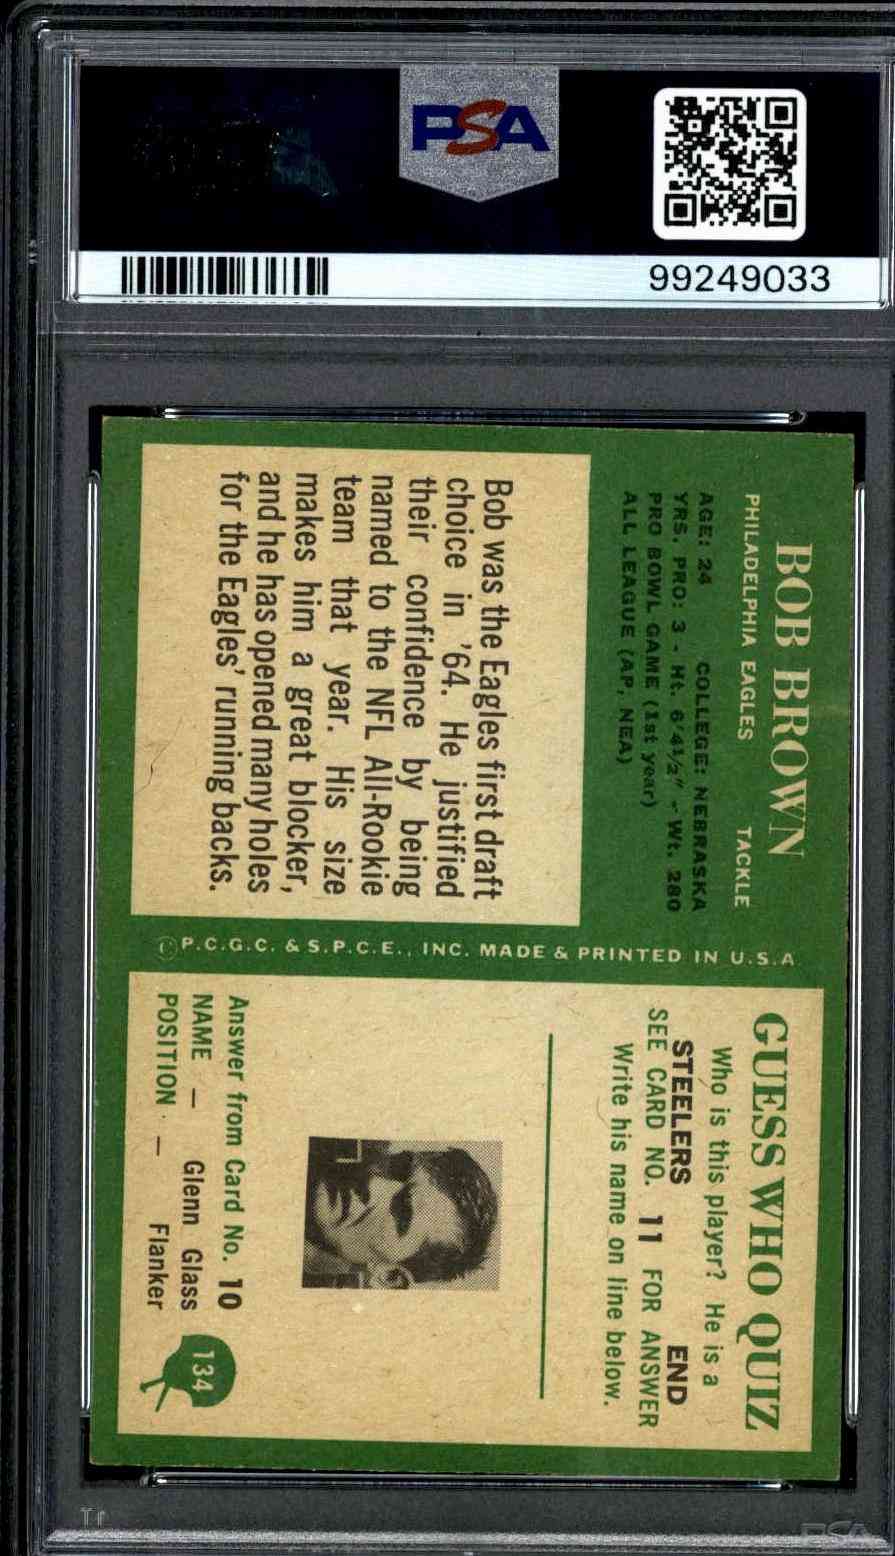 PSA
99249033
BOB BROWN
PHILADELPHIA EAGLES TACKLE
AGE: 24 COLLEGE: NEBRASKA
YRS. PRO: 3 - Ht. 6'4½" - Wt. 280
PRO BOWL GAME (1st year)
ALL LEAGUE (AP, NEA)
Bob was the Eagles first draft
choice in '64. He justified
their confidence by being
named to the NFL All-Rookie
team that year. His size
makes him a great blocker,
and he has opened many holes
for the Eagles' running backs.
©P.C.G.C. & S.P.C.E., INC. MADE & PRINTED IN U.S.A
GUESS WHO QUIZ
Who is this player? He is a
STEELERS END
SEE CARD NO. 11 FOR ANSWER
Write his name on line below.
Answer from Card No. 10
NAME — Glenn Glass
POSITION — Flanker
134
PSA